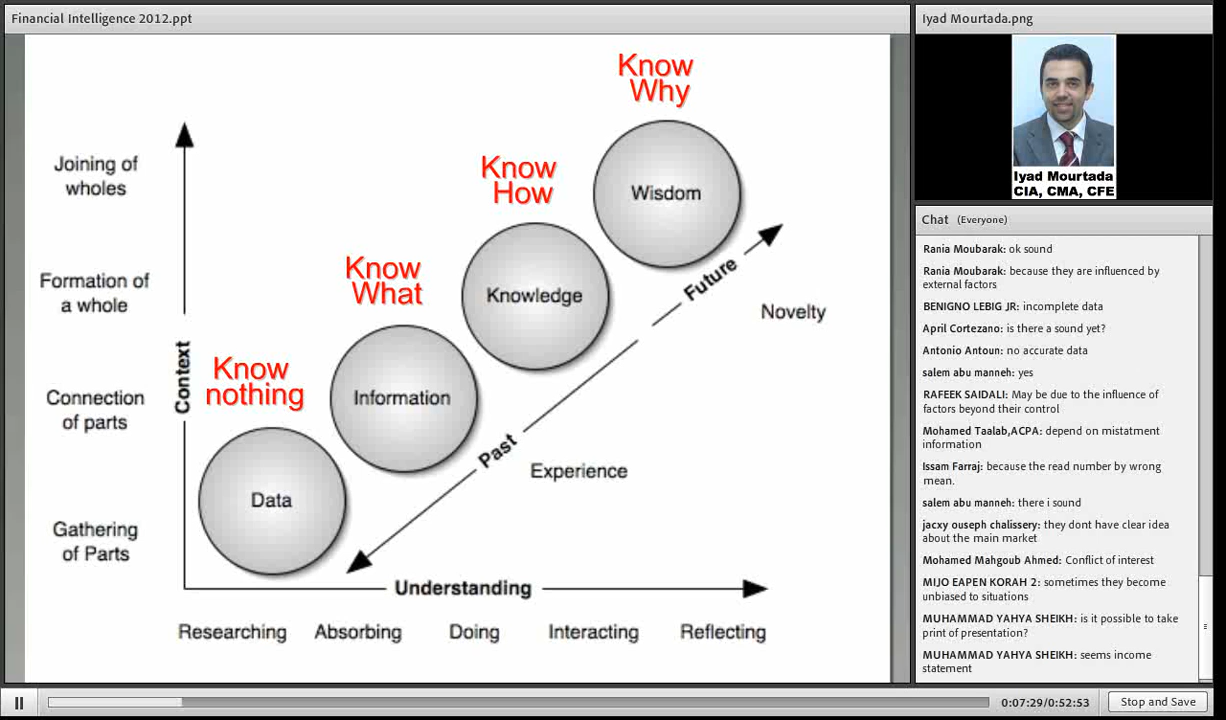 Financial Intelligence 2012.ppt
Know
Why
Joining of
wholes
Know
How
Wisdom
Formation of
a whole
Know
What
Knowledge
Future
Novelty
Context
Know
nothing
Connection
of parts
Information
Past
Experience
Data
Gathering
of Parts
Understanding
Researching
Absorbing
Doing
Interacting
Reflecting
Iyad Mourtada.png
Iyad Mourtada
CIA, CMA, CFE
Chat (Everyone)
Rania Moubarak: ok sound
Rania Moubarak: because they are influenced by
external factors
BENIGNO LEBIG JR: incomplete data
April Cortezano: is there a sound yet?
Antonio Antoun: no accurate data
salem abu manneh: yes
RAFEEK SAIDALI: May be due to the influence of
factors beyond their control
Mohamed Taalab,ACPA: depend on mistatment
information
Issam Farraj: because the read number by wrong
mean.
salem abu manneh: there i sound
jacxy ouseph chalissery: they dont have clear idea
about the main market
Mohamed Mahgoub Ahmed: Conflict of interest
MIJO EAPEN KORAH 2: sometimes they become
unbiased to situations
MUHAMMAD YAHYA SHEIKH: is it possible to take
print of presentation?
MUHAMMAD YAHYA SHEIKH: seems income
statement
0:07:29/0:52:53
Stop and Save